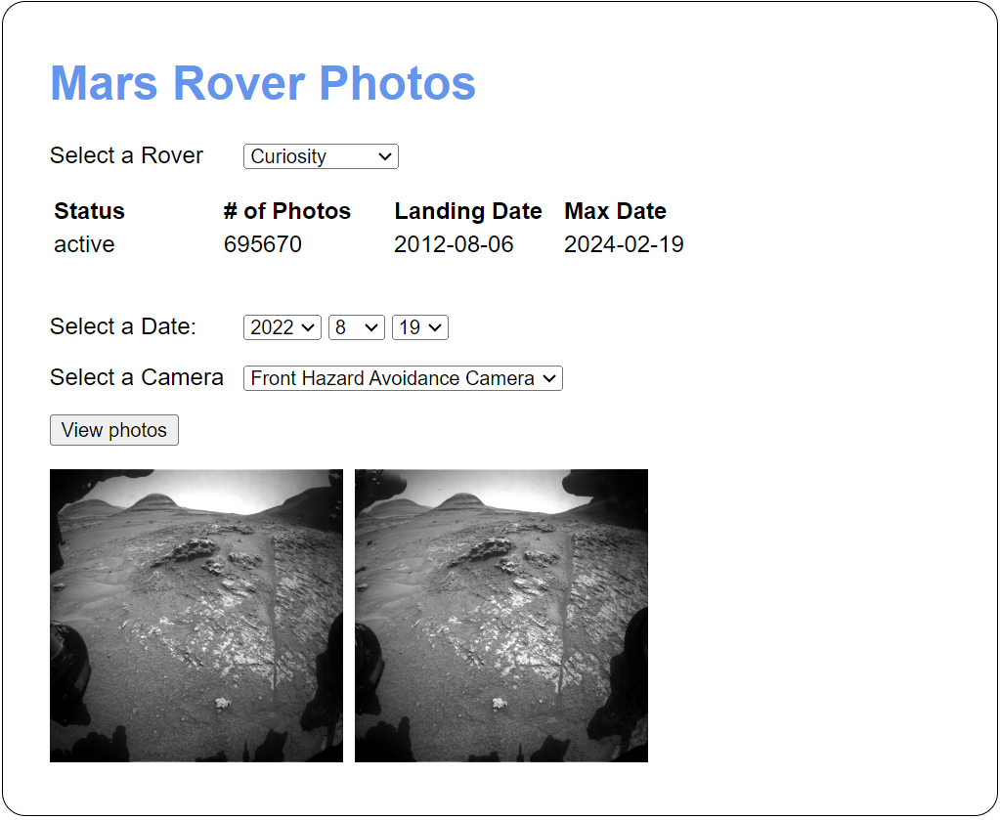 Mars Rover Photos
Select a Rover Curiosity
Status # of Photos Landing Date Max Date
active 695670 2012-08-06 2024-02-19
Select a Date: 2022 8 19
Select a Camera Front Hazard Avoidance Camera
View photos